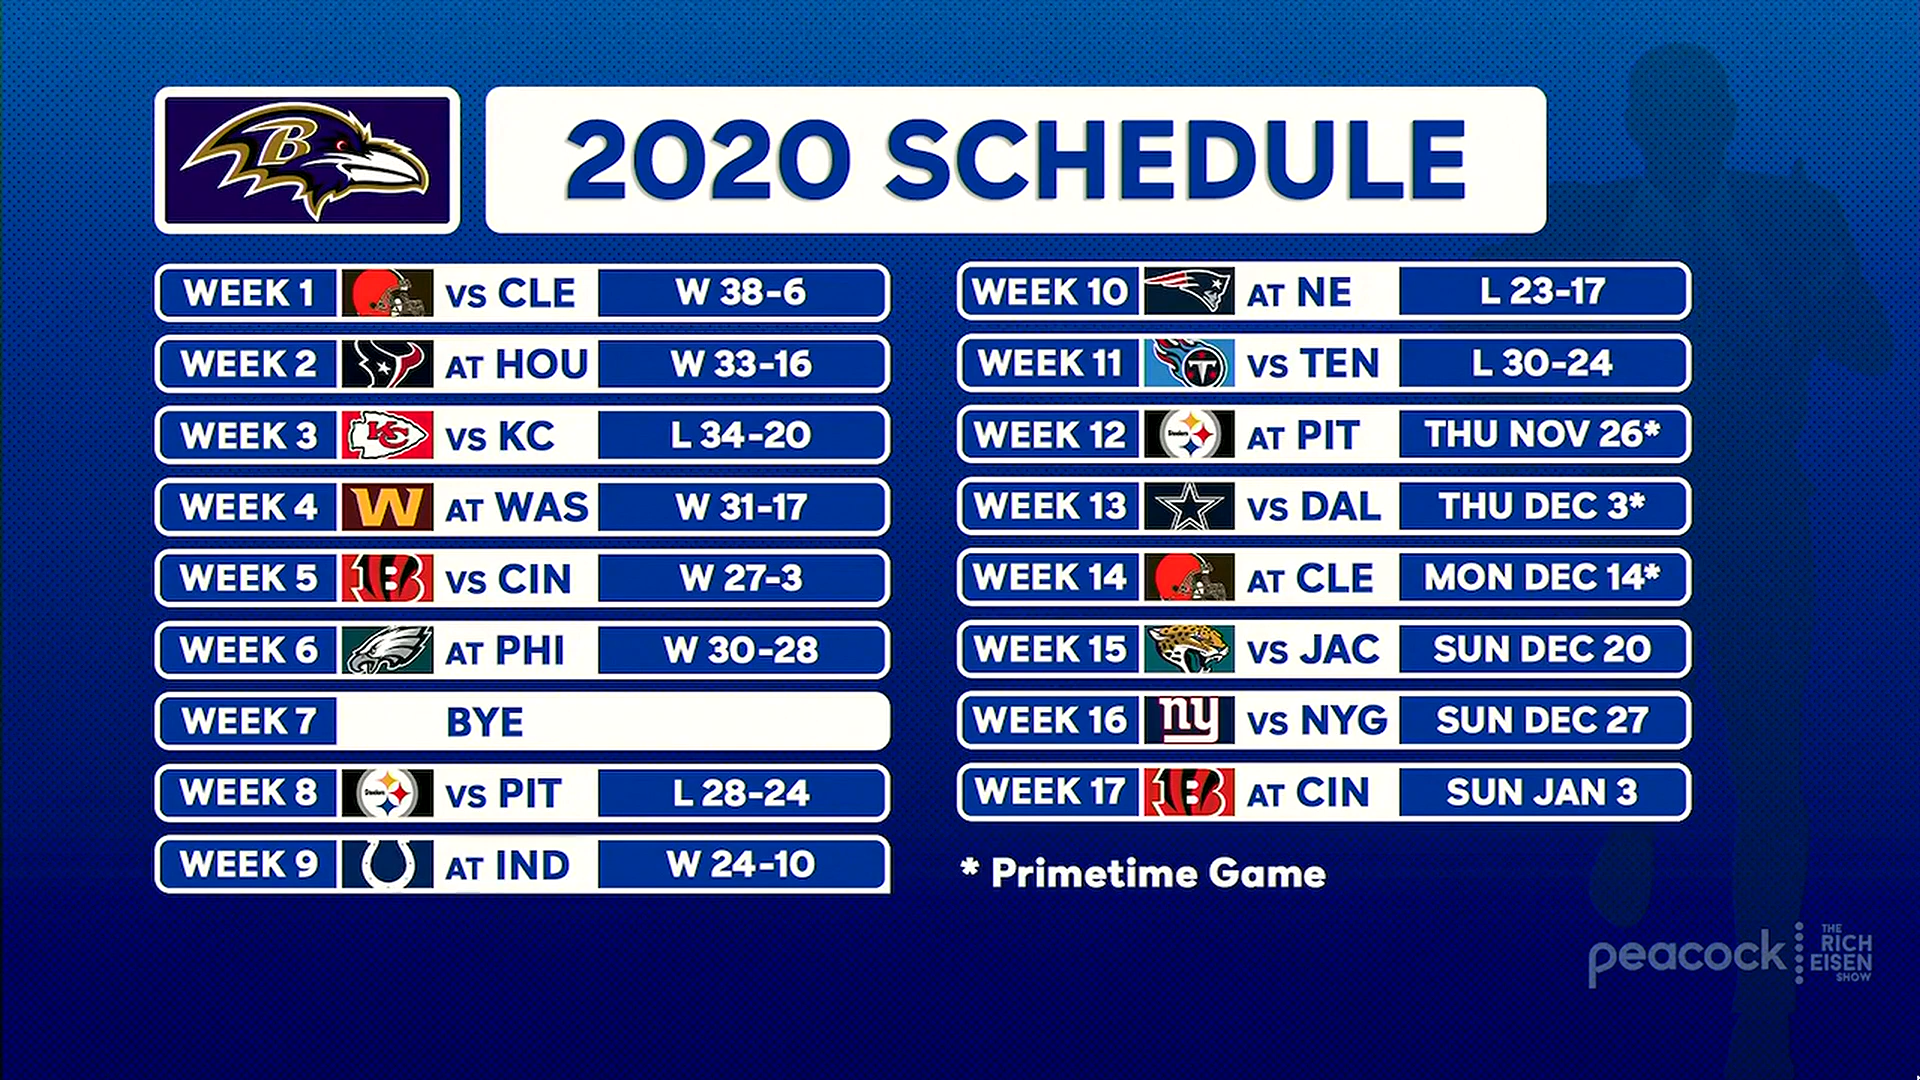 2020 SCHEDULE
WEEK 1 VS CLE W 38-6
WEEK 2 AT HOU W 33-16
WEEK 3 VS KC L 34-20
WEEK 4 W AT WAS W 31-17
WEEK 5 VS CIN W 27-3
WEEK 6 AT PHI W 30-28
WEEK 7 BYE
WEEK 8 Steelers VS PIT L 28-24
WEEK 9 AT IND W 24-10
WEEK 10 AT NE L 23-17
WEEK 11 T VS TEN L 30-24
WEEK 12 Steelers AT PIT THU NOV 26*
WEEK 13 VS DAL THU DEC 3*
WEEK 14 AT CLE MON DEC 14*
WEEK 15 VS JAC SUN DEC 20
WEEK 16 ny VS NYG SUN DEC 27
WEEK 17 AT CIN SUN JAN 3
* Primetime Game
peacock THE RICH EISEN SHOW